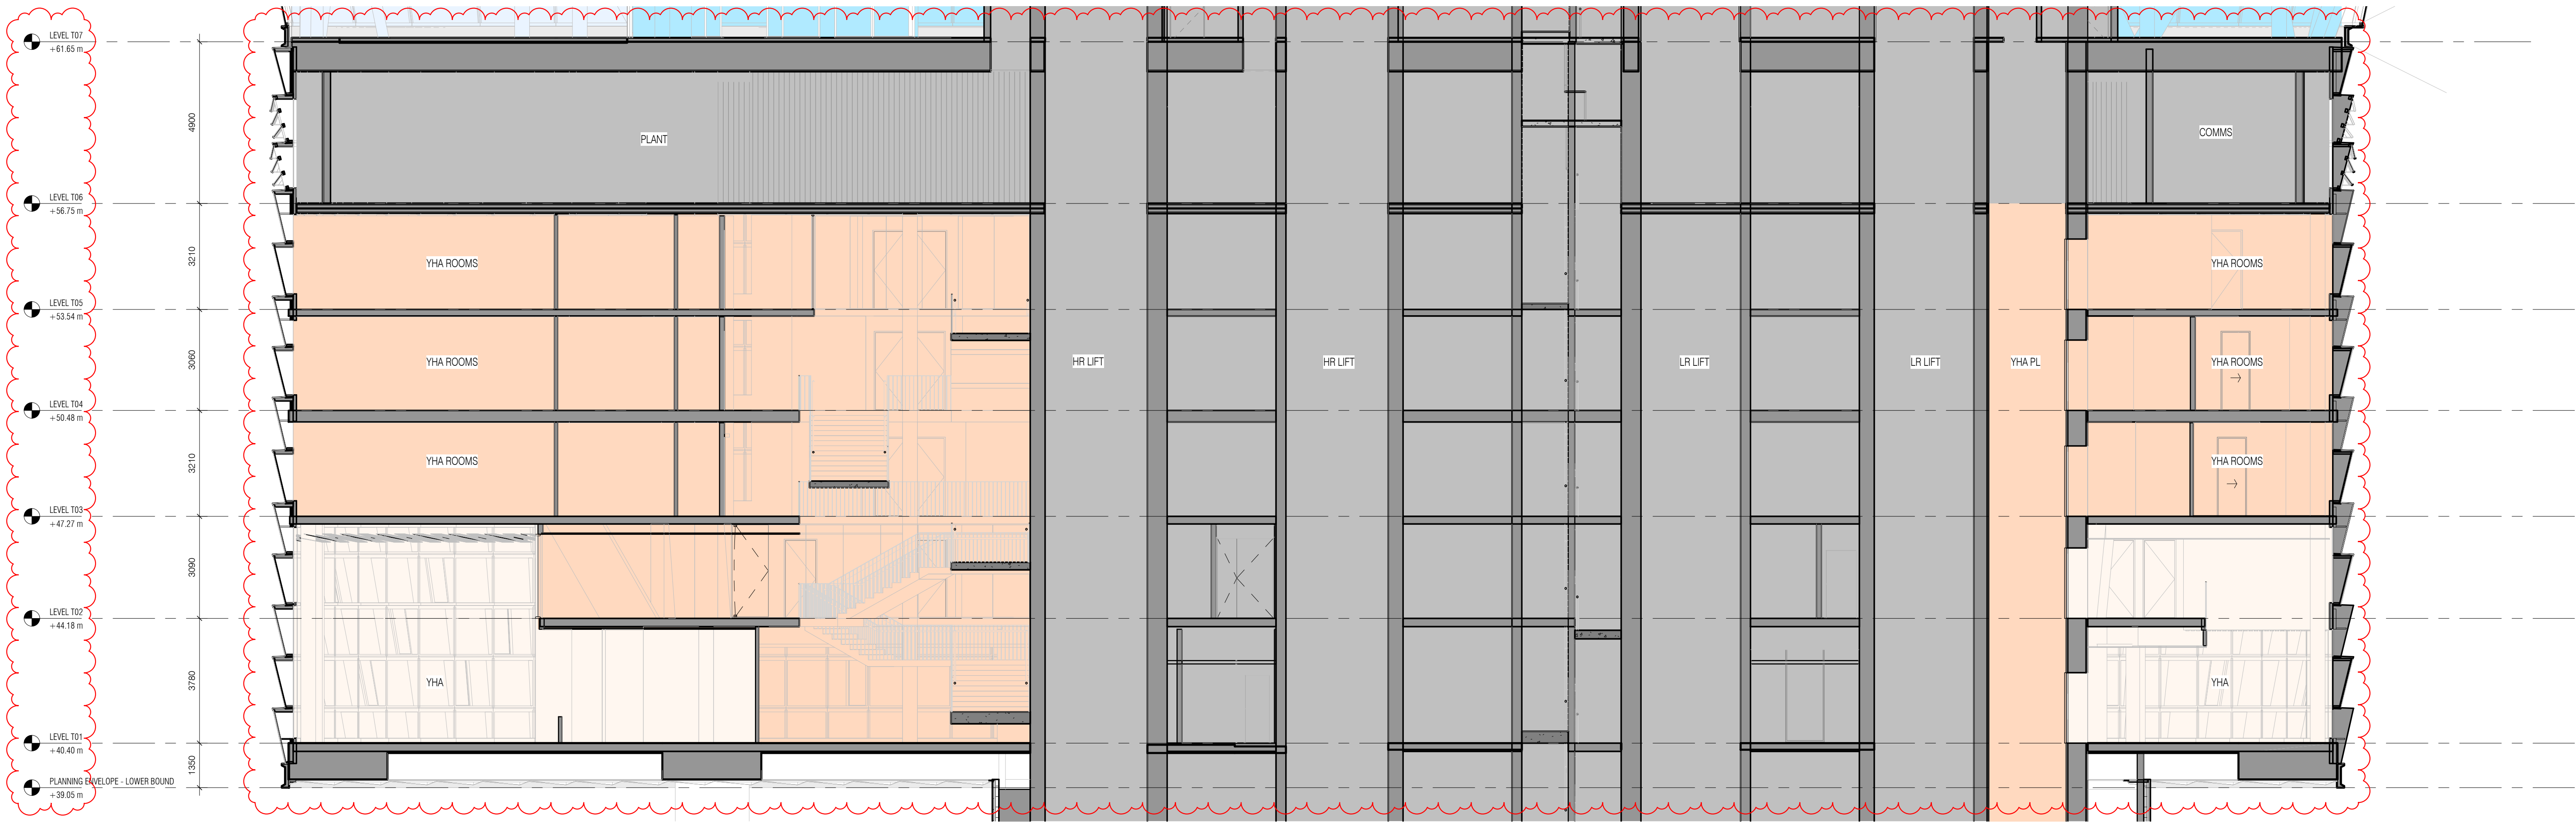 LEVEL T07
+61.65 m
4900
PLANT
COMMS
LEVEL T06
+56.75 m
3210
YHA ROOMS
YHA ROOMS
LEVEL T05
+53.54 m
3060
YHA ROOMS
HR LIFT
HR LIFT
LR LIFT
LR LIFT
YHA PL
YHA ROOMS
LEVEL T04
+50.48 m
3210
YHA ROOMS
YHA ROOMS
LEVEL T03
+47.27 m
3090
LEVEL T02
+44.18 m
3780
YHA
YHA
LEVEL T01
+40.40 m
1350
PLANNING ENVELOPE - LOWER BOUND
+39.05 m